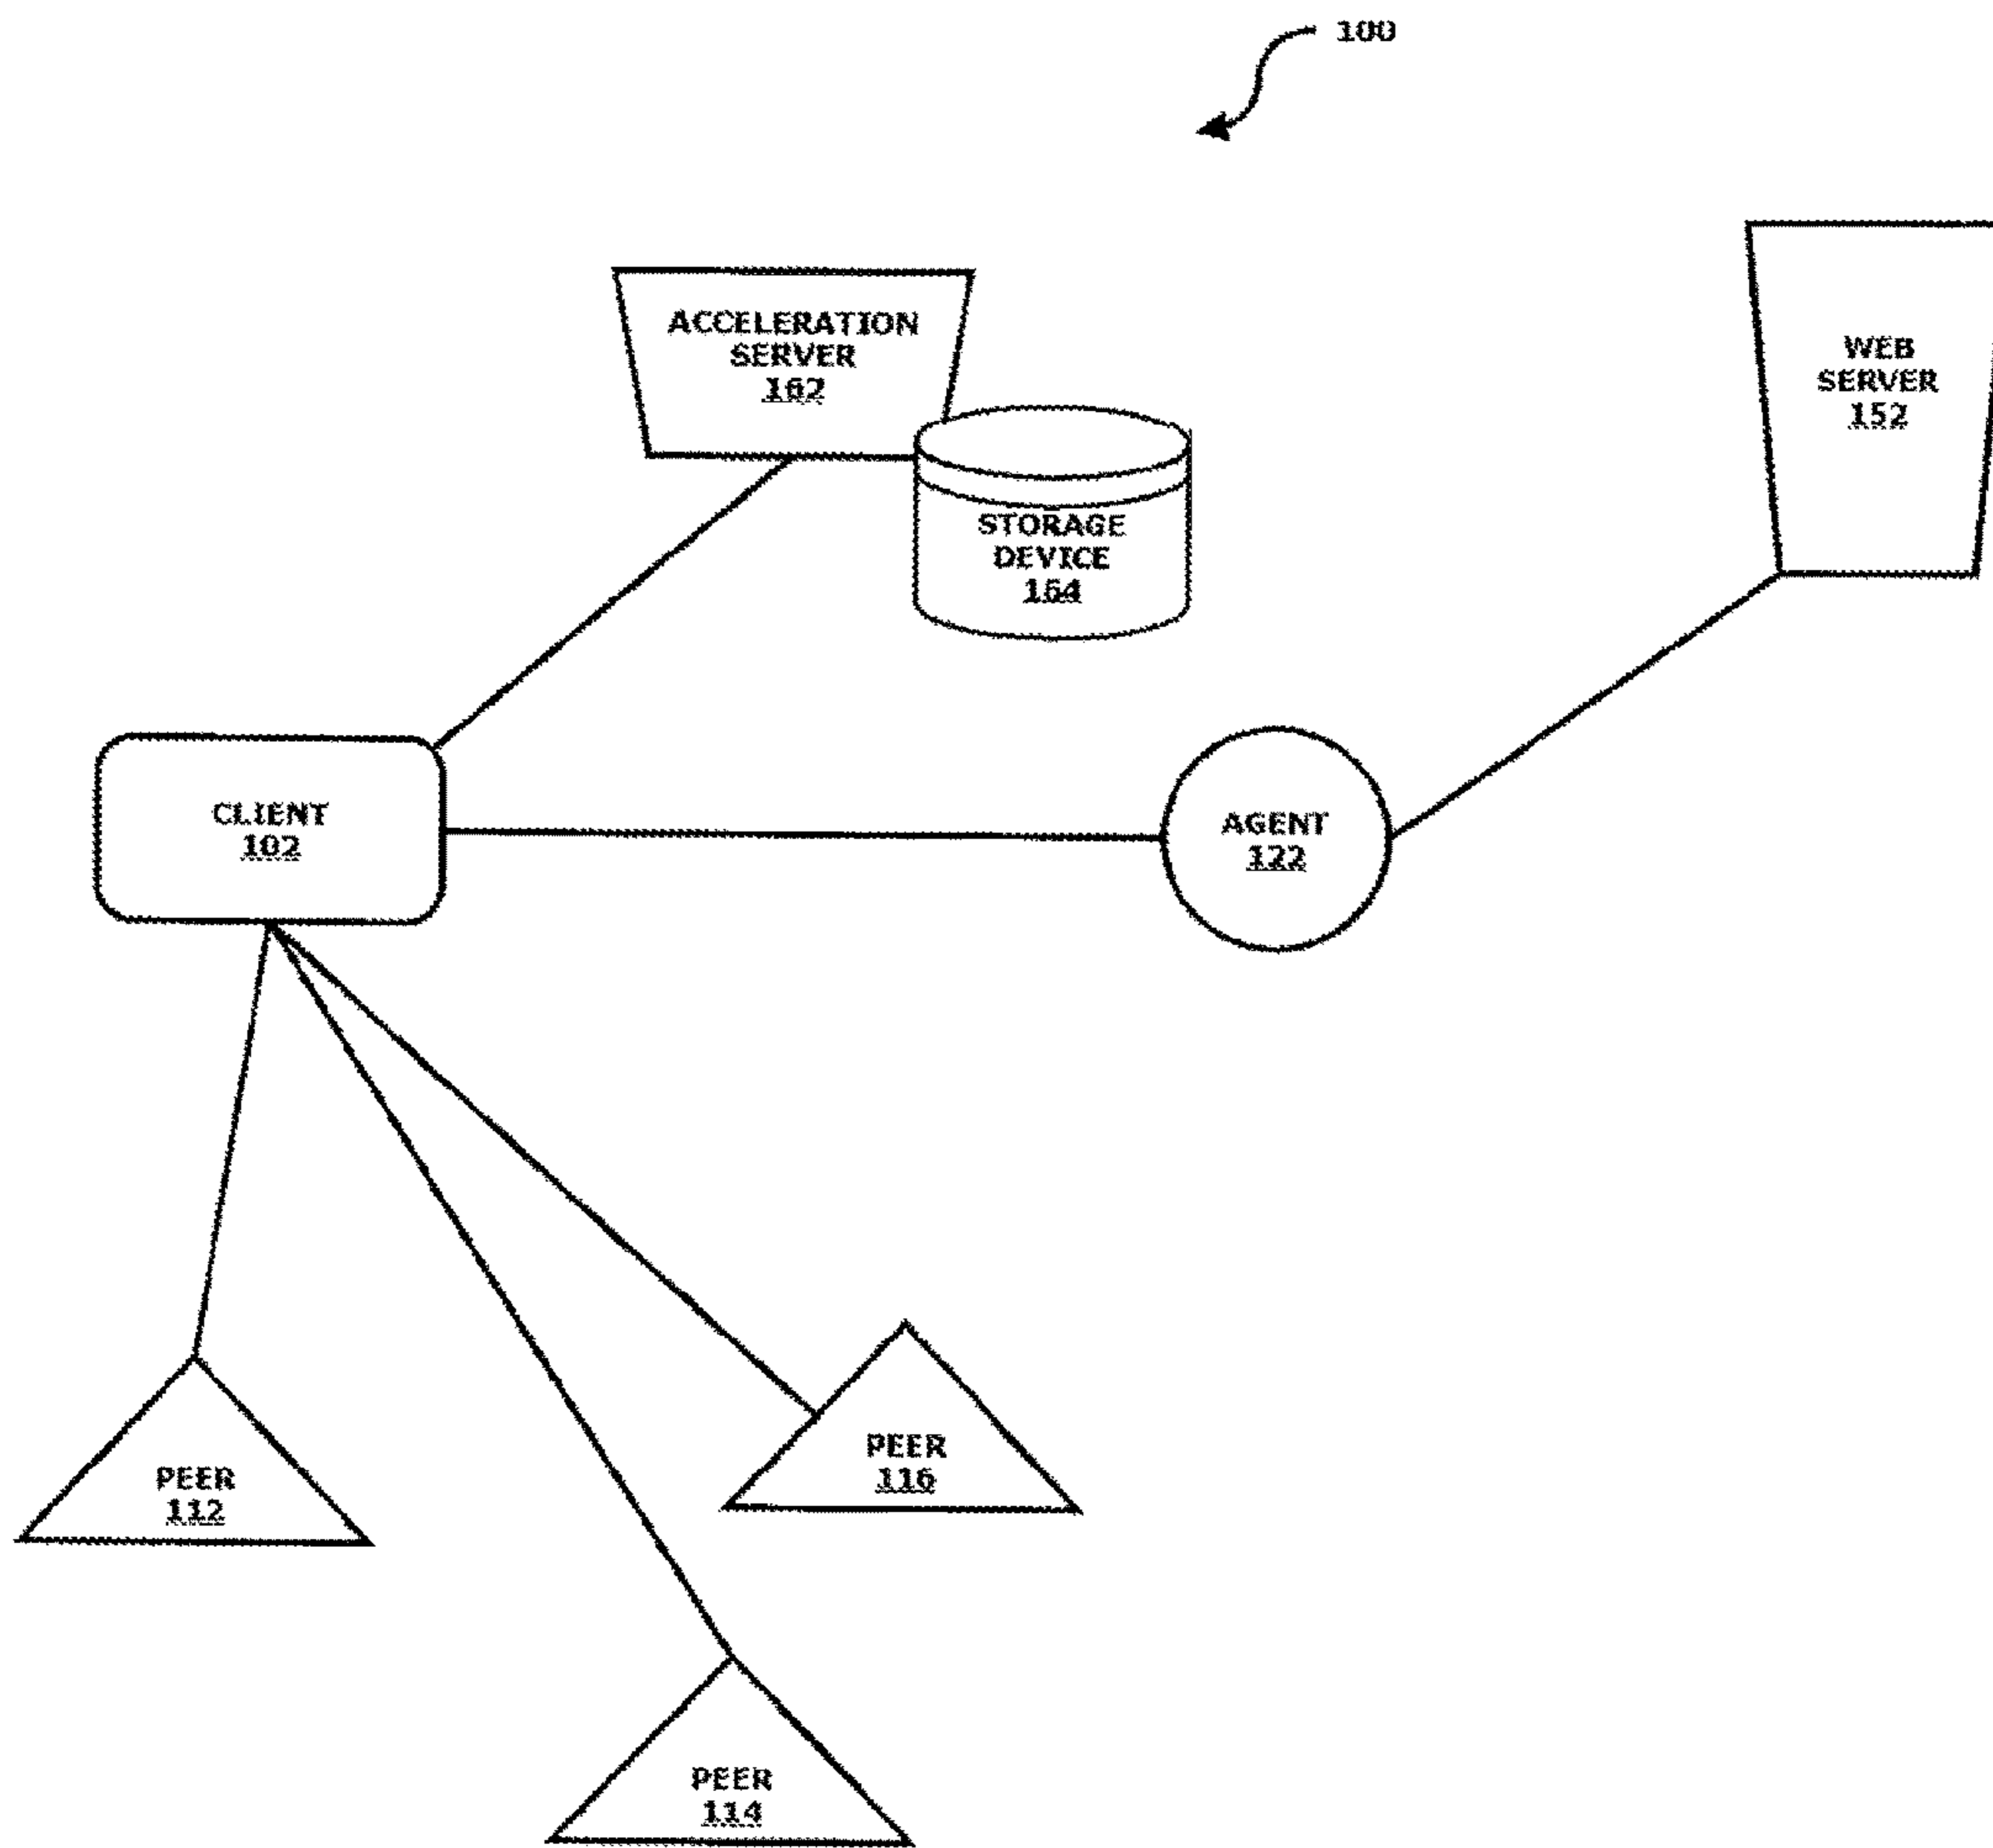 100
ACCELERATION
SERVER
162
WEB
SERVER
152
STORAGE
DEVICE
164
CLIENT
102
AGENT
122
PEER
116
PEER
112
PEER
114